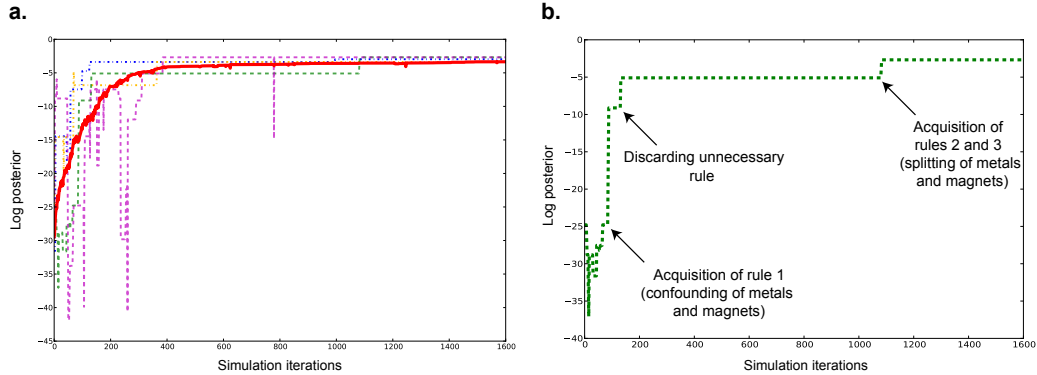 a.
0
−5
−10
−15
−20
−25
−30
−35
−40
−45
Log posterior
0
200
400
600
800
1000
1200
1400
1600
Simulation iterations
b.
0
−5
−10
−15
−20
−25
−30
−35
−40
Log posterior
Discarding unnecessary
rule
Acquisition of
rules 2 and 3
(splitting of metals
and magnets)
Acquisition of rule 1
(confounding of metals
and magnets)
0
200
400
600
800
1000
1200
1400
1600
Simulation iterations